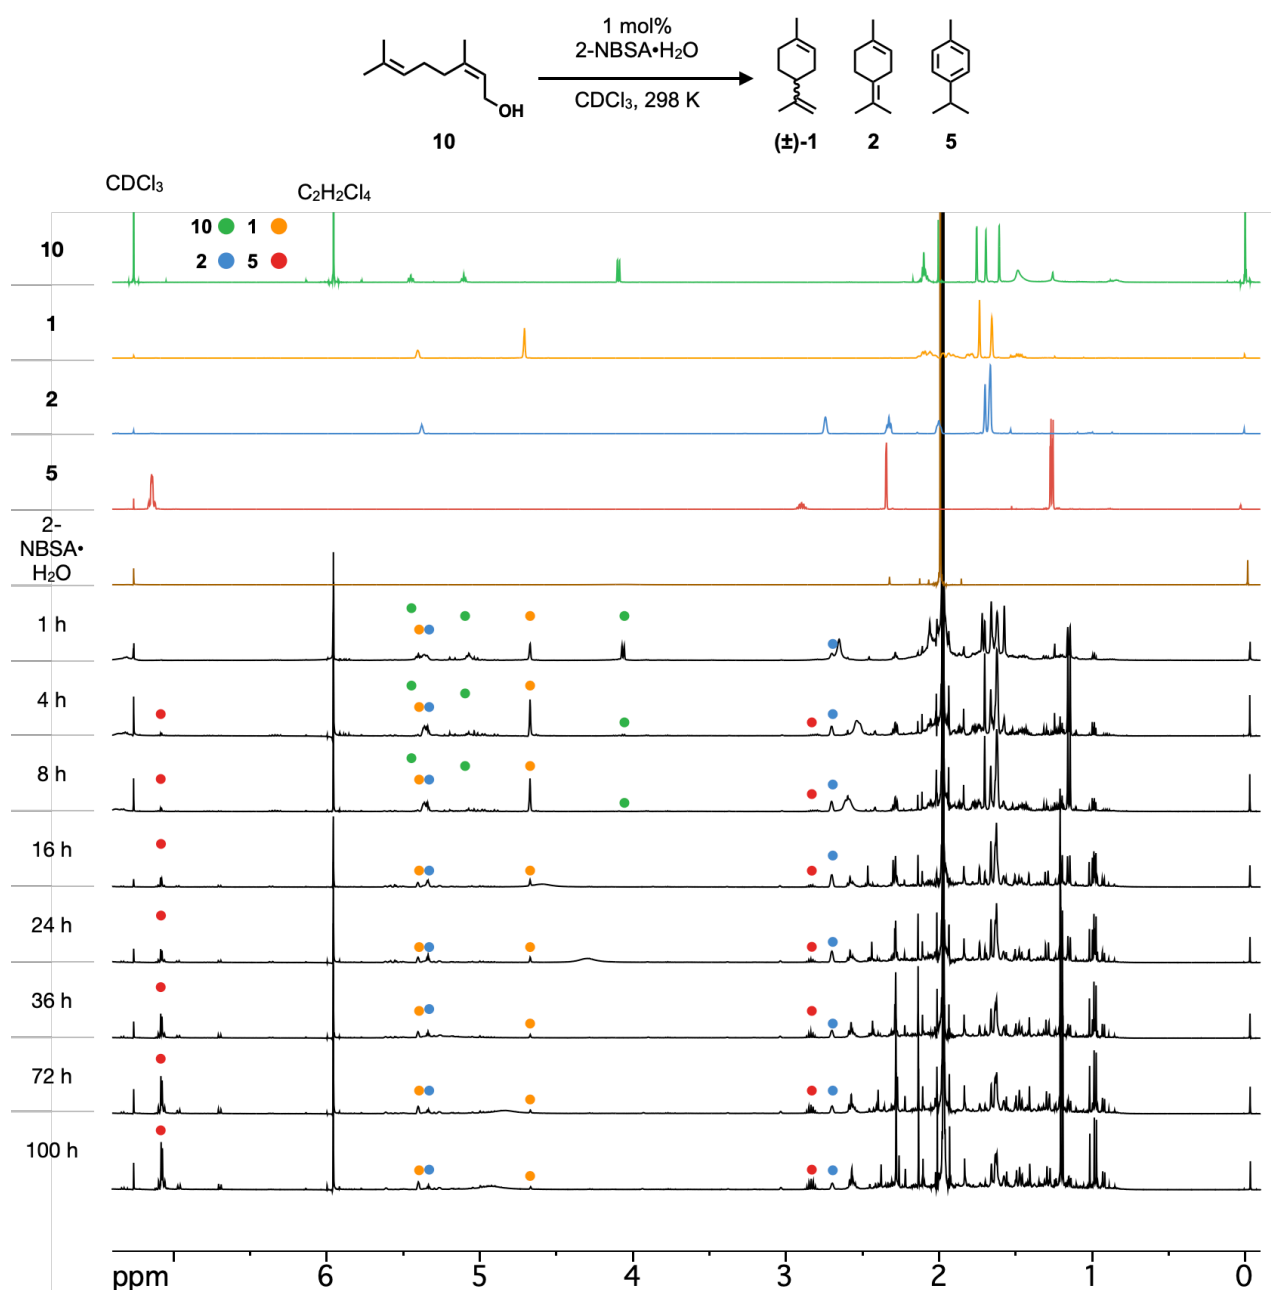 1 mol%
2-NBSA•H₂O
CDCl₃, 298 K
OH
10
(±)-1
2
5
CDCl₃
C₂H₂Cl₄
10
10
1
2
5
1
2
5
2-
NBSA•
H₂O
1 h
4 h
8 h
16 h
24 h
36 h
72 h
100 h
ppm
6
5
4
3
2
1
0